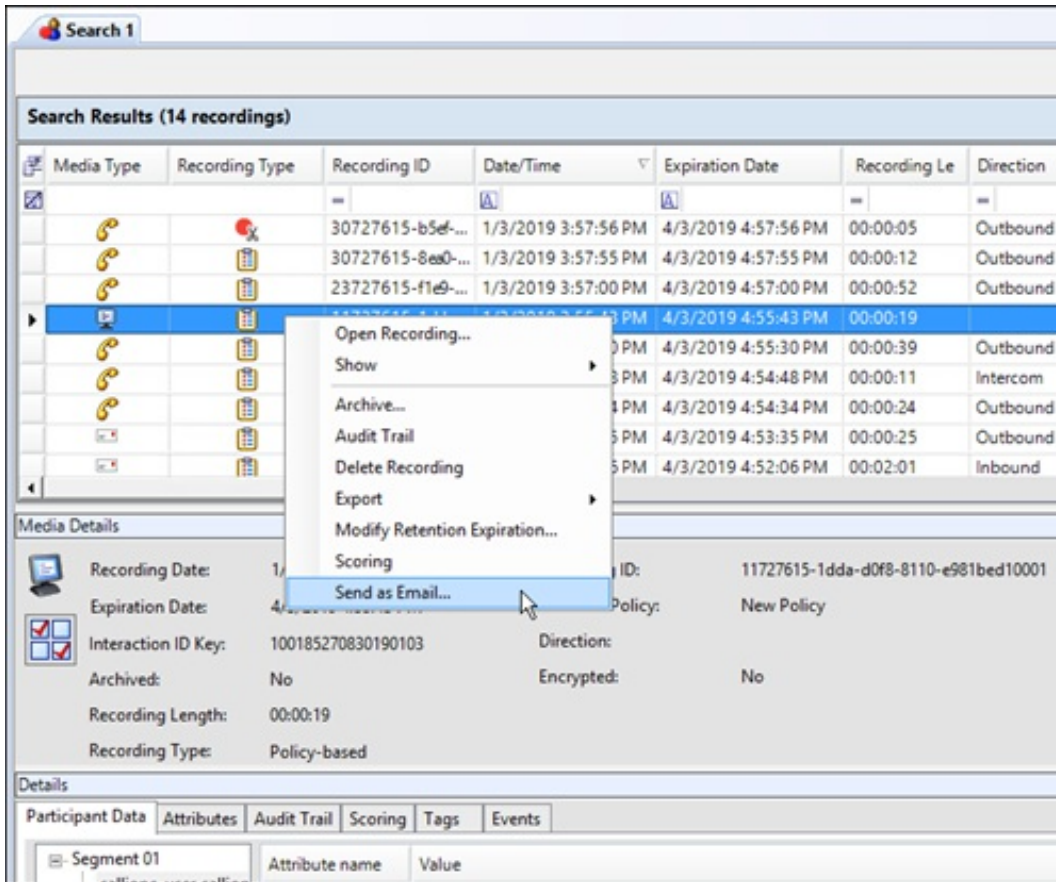 Search 1
Search Results (14 recordings)
Media Type Recording Type Recording ID Date/Time Expiration Date Recording Le Direction
30727615-b5ef-... 1/3/2019 3:57:56 PM 4/3/2019 4:57:56 PM 00:00:05 Outbound
30727615-8ea0-... 1/3/2019 3:57:55 PM 4/3/2019 4:57:55 PM 00:00:12 Outbound
23727615-f1e9-... 1/3/2019 3:57:00 PM 4/3/2019 4:57:00 PM 00:00:52 Outbound
PM 4/3/2019 4:55:43 PM 00:00:19
Open Recording...
PM 4/3/2019 4:55:30 PM 00:00:39 Outbound
Show
PM 4/3/2019 4:54:48 PM 00:00:11 Intercom
Archive...
PM 4/3/2019 4:54:34 PM 00:00:24 Outbound
Audit Trail
PM 4/3/2019 4:53:35 PM 00:00:25 Outbound
Delete Recording
PM 4/3/2019 4:52:06 PM 00:02:01 Inbound
Export
Modify Retention Expiration...
Scoring
Send as Email...
Media Details
Recording Date: ID: 11727615-1dda-d0f8-8110-e981bed10001
Expiration Date: Policy: New Policy
Interaction ID Key: 100185270830190103 Direction:
Archived: No Encrypted: No
Recording Length: 00:00:19
Recording Type: Policy-based
Details
Participant Data Attributes Audit Trail Scoring Tags Events
Segment 01 Attribute name Value